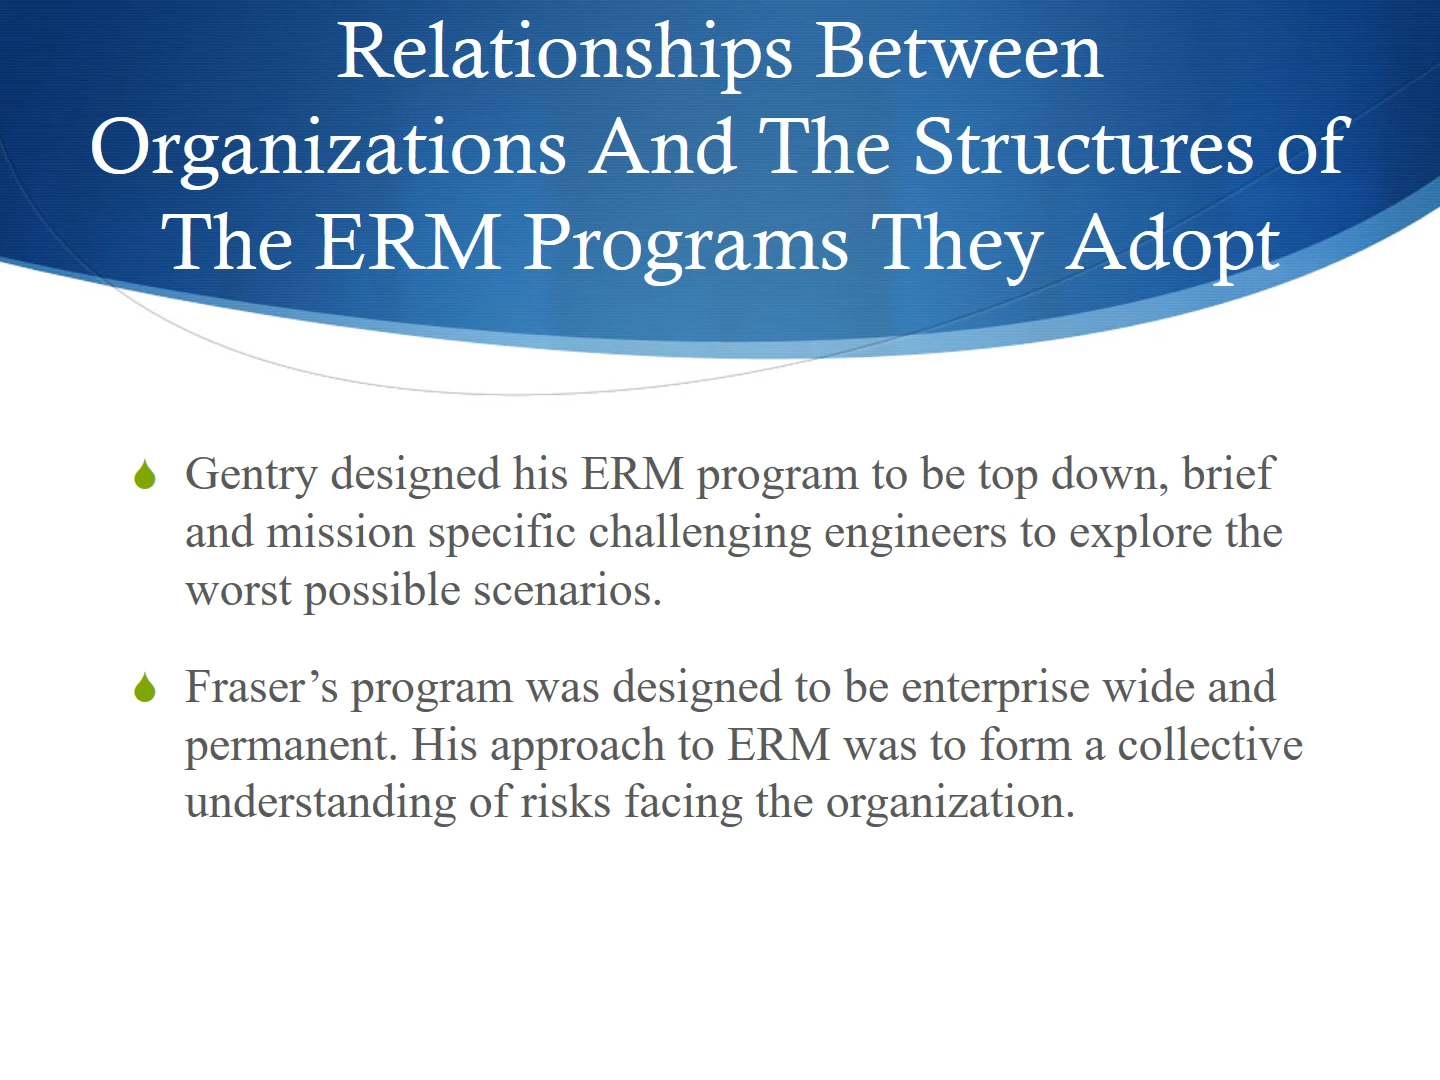 Relationships Between
Organizations And The Structures of
The ERM Programs They Adopt
Gentry designed his ERM program to be top down, brief
and mission specific challenging engineers to explore the
worst possible scenarios.
Fraser’s program was designed to be enterprise wide and
permanent. His approach to ERM was to form a collective
understanding of risks facing the organization.